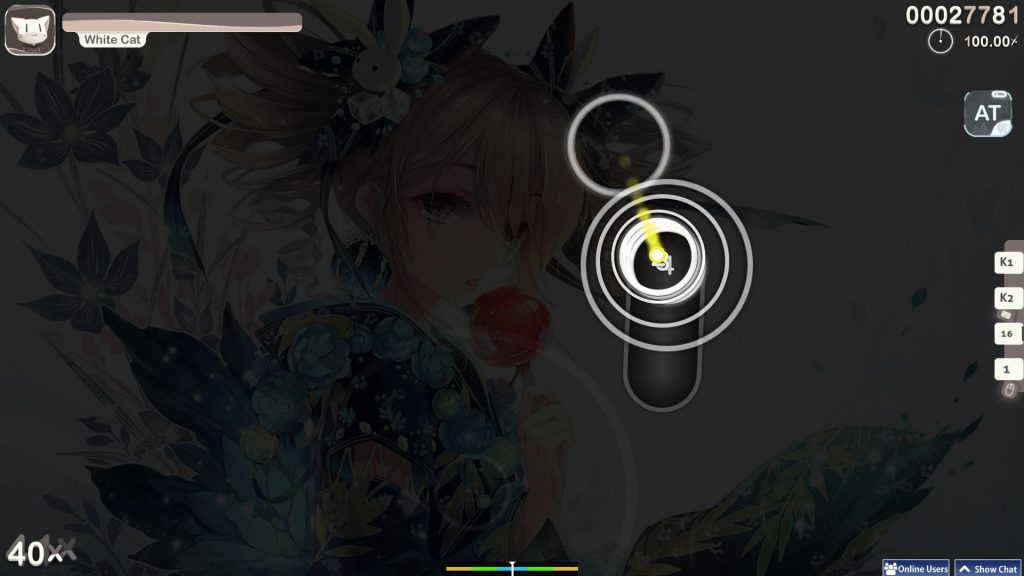 00027781
White Cat
100.00%
AT
K1
K2
16
1
40x
Online Users
Show Chat